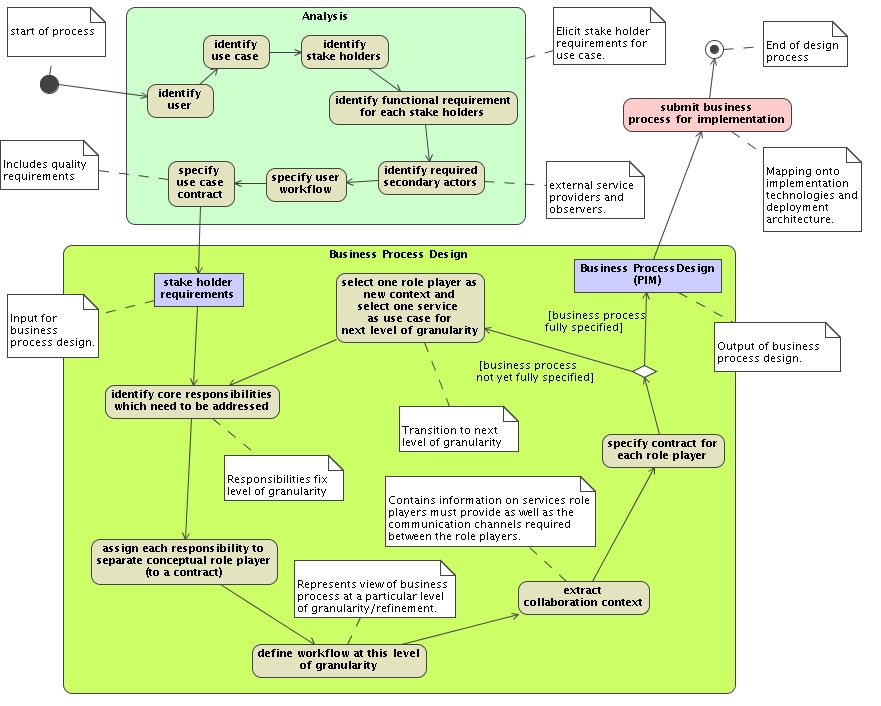 Analysis
start of process
identify
use case
identify
stake holders
Elicit stake holder
requirements for
use case.
End of design
process
identify
user
identify functional requirement
for each stake holders
submit business
process for implementation
Includes quality
requirements
specify
use case
contract
specify user
workflow
identify required
secondary actors
external service
providers and
observers.
Mapping onto
implementation
technologies and
deployment
architecture.
Business Process Design
stake holder
requirements
select one role player as
new context and
select one service
as use case for
next level of granularity
Business ProcessDesign
(PIM)
Input for
business
process design.
[business process
fully specified]
Output of business
process design.
[business process
not yet fully specified]
identify core responsibilities
which need to be addressed
Transition to next
level of granularity
specify contract for
each role player
Responsibilities fix
level of granularity
Contains information on services role
players must provide as well as the
communication channels required
between the role players.
assign each responsibility to
separate conceptual role player
(to a contract)
Represents view of business
process at a particular level
of granularity/refinement.
extract
collaboration context
define workflow at this level
of granularity